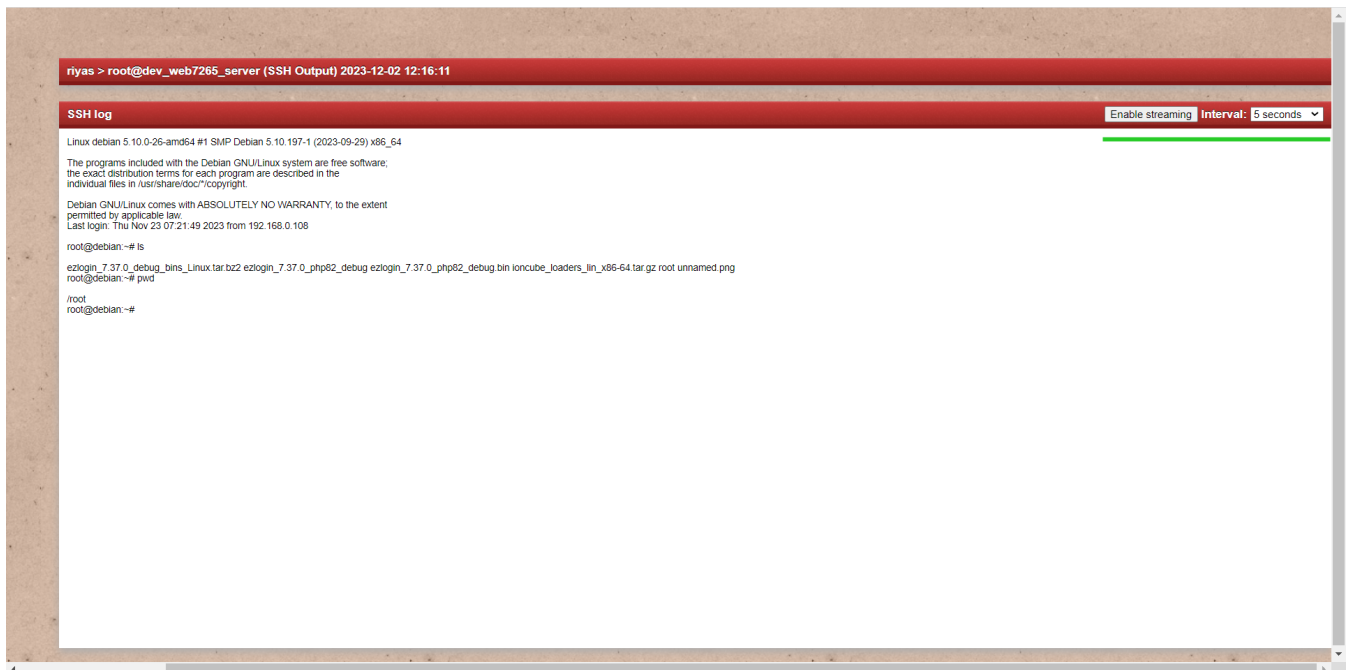 riyas > root@dev_web7265_server (SSH Output) 2023-12-02 12:16:11
SSH log
Enable streaming Interval: 5 seconds
Linux debian 5.10.0-26-amd64 #1 SMP Debian 5.10.197-1 (2023-09-29) x86_64
The programs included with the Debian GNU/Linux system are free software;
the exact distribution terms for each program are described in the
individual files in /usr/share/doc/*/copyright.
Debian GNU/Linux comes with ABSOLUTELY NO WARRANTY, to the extent
permitted by applicable law.
Last login: Thu Nov 23 07:21:49 2023 from 192.168.0.108
root@debian:~# ls
ezlogin_7.37.0_debug_bins_Linux.tar.bz2 ezlogin_7.37.0_php82_debug ezlogin_7.37.0_php82_debug.bin ioncube_loaders_lin_x86-64.tar.gz root unnamed.png
root@debian:~# pwd
/root
root@debian:~#